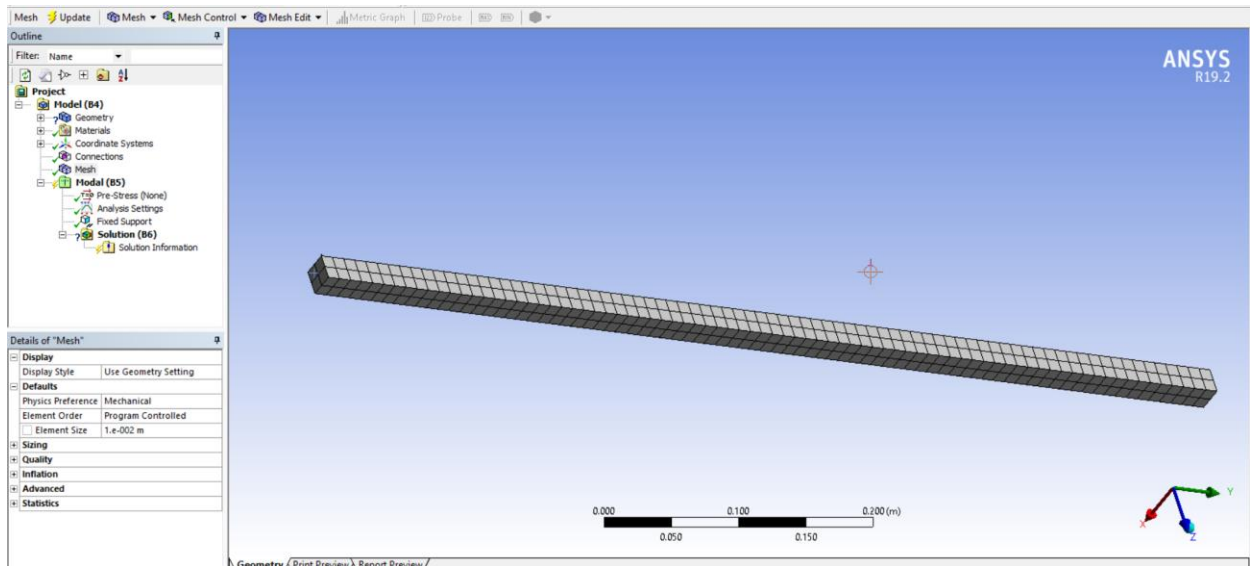 Mesh Update Mesh Mesh Control Mesh Edit Metric Graph Probe
Outline
Filter: Name
Project
Model (B4)
Geometry
Materials
Coordinate Systems
Connections
Mesh
Modal (B5)
Pre-Stress (None)
Analysis Settings
Fixed Support
Solution (B6)
Solution Information
Details of "Mesh"
Display
Display Style Use Geometry Setting
Defaults
Physics Preference Mechanical
Element Order Program Controlled
Element Size 1.e-002 m
Sizing
Quality
Inflation
Advanced
Statistics
ANSYS
R19.2
0.000 0.100 0.200 (m)
0.050 0.150
X Y Z
Geometry Print Preview Report Preview